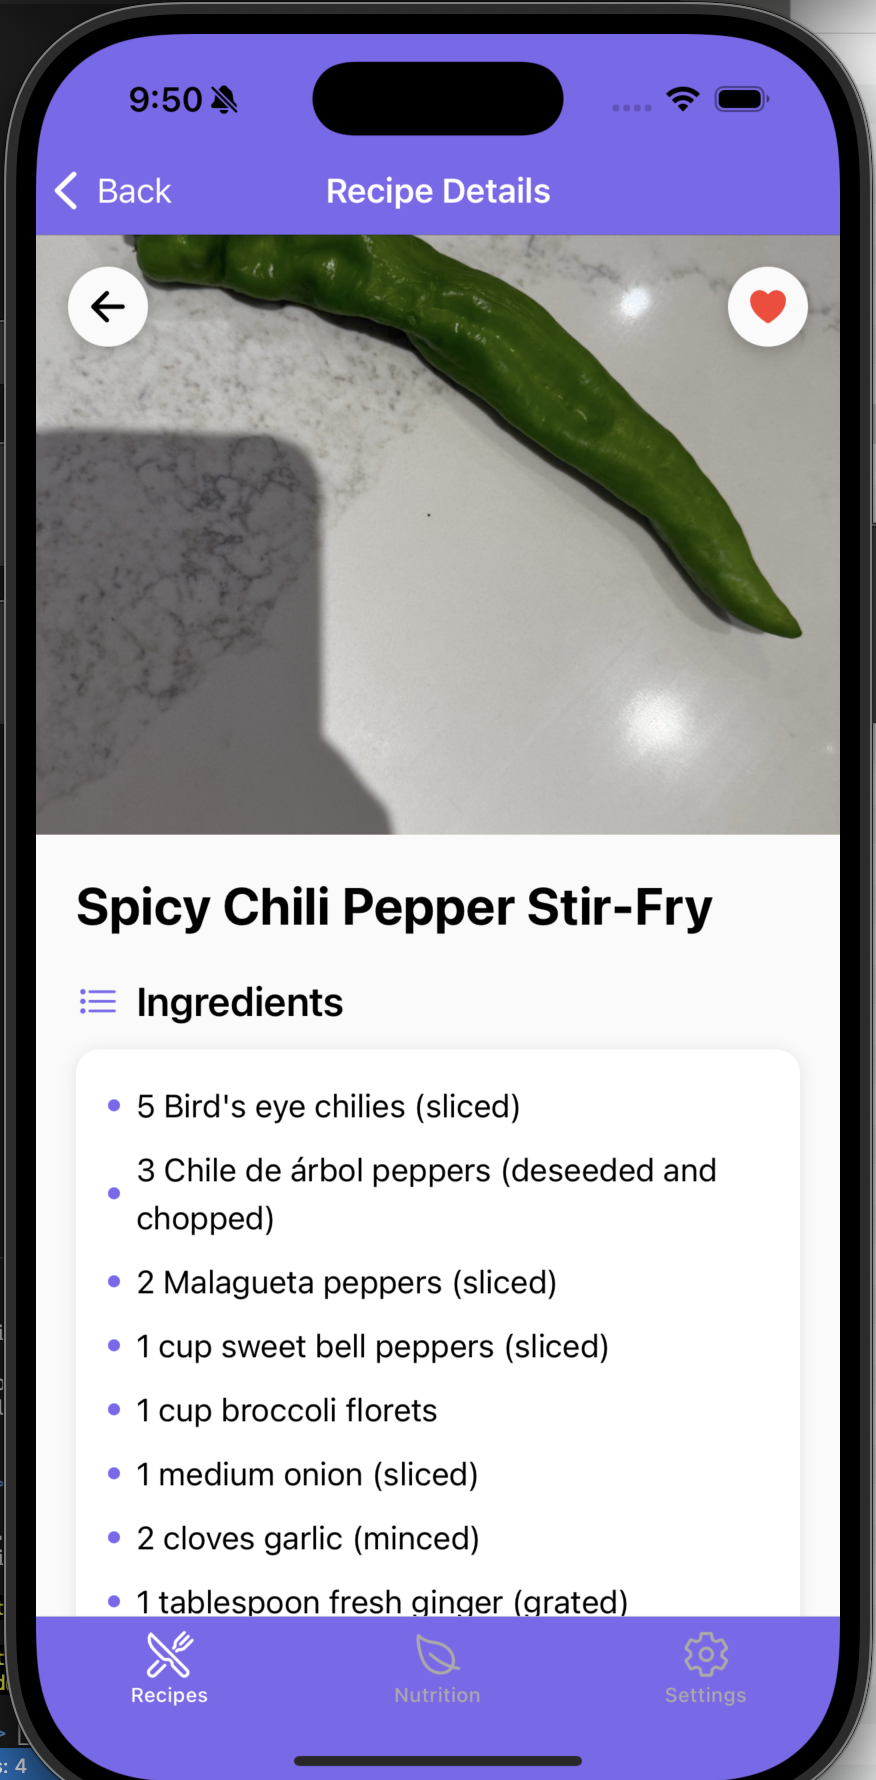 9:50
Back
Recipe Details
Spicy Chili Pepper Stir-Fry
Ingredients
5 Bird's eye chilies (sliced)
3 Chile de árbol peppers (deseeded and
chopped)
2 Malagueta peppers (sliced)
1 cup sweet bell peppers (sliced)
1 cup broccoli florets
1 medium onion (sliced)
2 cloves garlic (minced)
1 tablespoon fresh ginger (grated)
Recipes
Nutrition
Settings
: 4